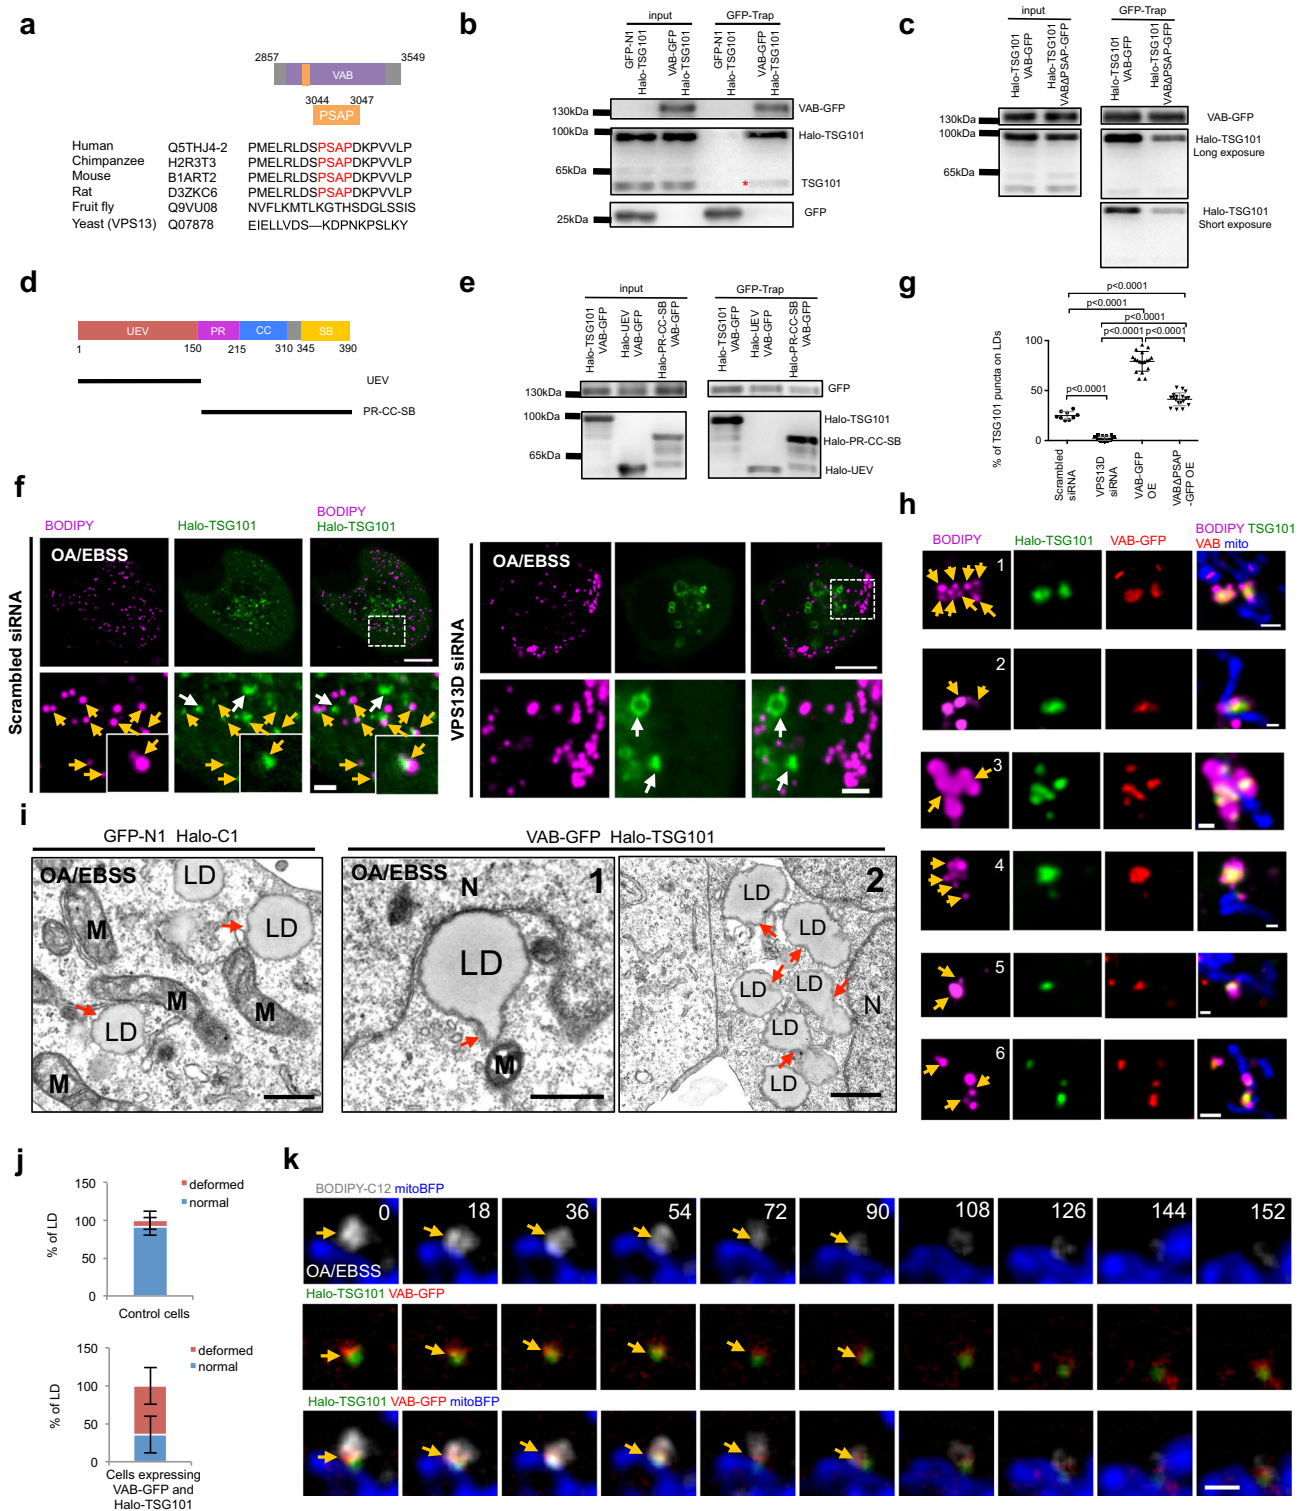 a
2857
3549
VAB
3044 3047
PSAP
Human Q5THJ4-2 PMELRLDSPSAPDKPVVLP
Chimpanzee H2R3T3 PMELRLDSPSAPDKPVVLP
Mouse B1ART2 PMELRLDSPSAPDKPVVLP
Rat D3ZKC6 PMELRLDSPSAPDKPVVLP
Fruit fly Q9VU08 NVFLKMTLKGTHSDGLSSIS
Yeast (VPS13) Q07878 EIELLVDS—KDPNKPSLKY
b
input GFP-Trap
GFP-N1
Halo-TSG101
VAB-GFP
Halo-TSG101
GFP-N1
Halo-TSG101
VAB-GFP
Halo-TSG101
130kDa VAB-GFP
100kDa Halo-TSG101
65kDa
* TSG101
25kDa GFP
c
input GFP-Trap
Halo-TSG101
VAB-GFP
Halo-TSG101
VABΔPSAP-GFP
Halo-TSG101
VAB-GFP
Halo-TSG101
VABΔPSAP-GFP
130kDa VAB-GFP
100kDa Halo-TSG101
Long exposure
65kDa
Halo-TSG101
Short exposure
d
UEV PR CC SB
1 150 215 310 345 390
UEV
PR-CC-SB
e
input GFP-Trap
Halo-TSG101
VAB-GFP
Halo-UEV
VAB-GFP
Halo-PR-CC-SB
VAB-GFP
Halo-TSG101
VAB-GFP
Halo-UEV
VAB-GFP
Halo-PR-CC-SB
VAB-GFP
130kDa GFP
100kDa Halo-TSG101
Halo-PR-CC-SB
65kDa
Halo-UEV
g
p<0.0001
p<0.0001
p<0.0001
p<0.0001 p<0.0001
p<0.0001
% of TSG101 puncta on LDs
100
50
0
Scrambled
siRNA
VPS13D
siRNA
VAB-GFP
OE
VABΔPSAP
-GFP OE
f
BODIPY Halo-TSG101 BODIPY
Halo-TSG101
Scrambled siRNA
OA/EBSS
VPS13D siRNA
OA/EBSS
h
BODIPY Halo-TSG101 VAB-GFP BODIPY TSG101
VAB mito
1
2
3
4
5
6
i
GFP-N1 Halo-C1 VAB-GFP Halo-TSG101
OA/EBSS
LD
LD
LD
M
M
M
M
OA/EBSS
N
1
LD
M
2
LD
LD
LD
LD
LD
LD
N
j
deformed
normal
% of LD
150
100
50
0
Control cells
deformed
normal
% of LD
150
100
50
0
Cells expressing
VAB-GFP and
Halo-TSG101
k
BODIPY-C12 mitoBFP
0 18 36 54 72 90 108 126 144 152
OA/EBSS
Halo-TSG101 VAB-GFP
Halo-TSG101 VAB-GFP mitoBFP